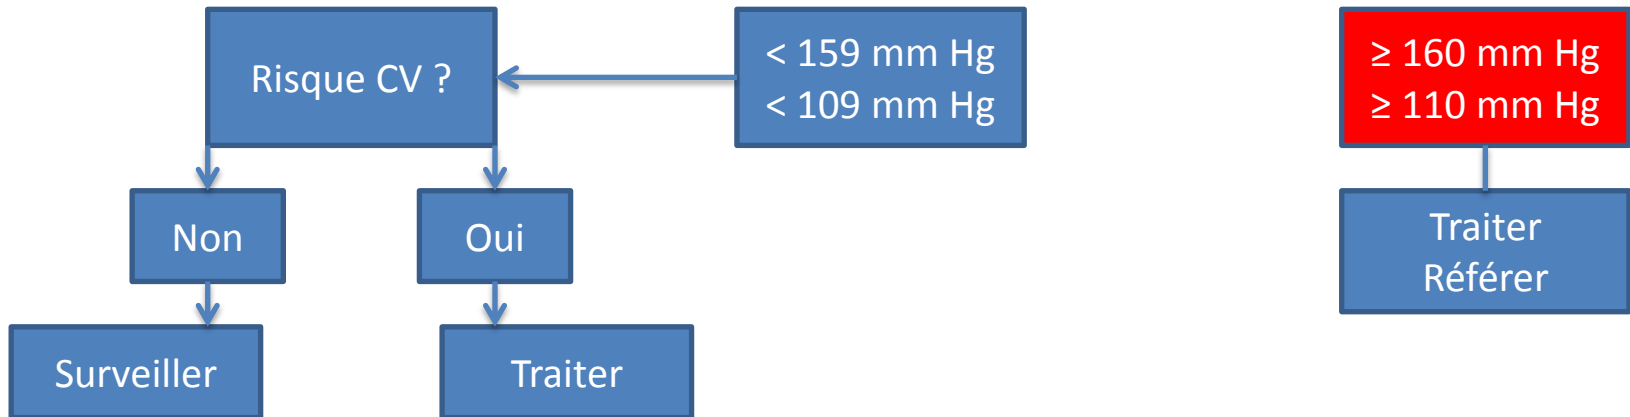 Risque CV ?
< 159 mm Hg
< 109 mm Hg
≥ 160 mm Hg
≥ 110 mm Hg
Non
Oui
Traiter
Référer
Surveiller
Traiter